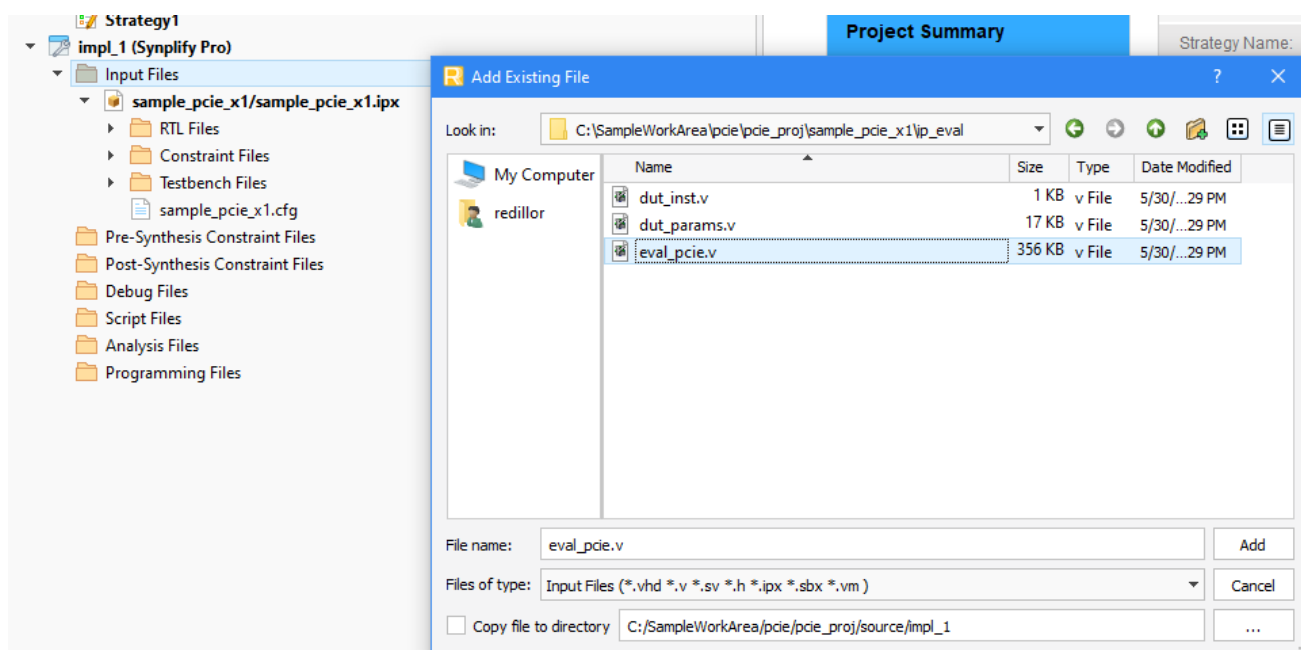 Strategy1
impl_1 (Synplify Pro)
Input Files
sample_pcie_x1/sample_pcie_x1.ipx
RTL Files
Constraint Files
Testbench Files
sample_pcie_x1.cfg
Pre-Synthesis Constraint Files
Post-Synthesis Constraint Files
Debug Files
Script Files
Analysis Files
Programming Files
Project Summary
Strategy Name:
Add Existing File
Look in: C:\SampleWorkArea\pcie\pcie_proj\sample_pcie_x1\ip_eval
My Computer
redillor
Name Size Type Date Modified
dut_inst.v 1 KB v File 5/30/...29 PM
dut_params.v 17 KB v File 5/30/...29 PM
eval_pcie.v 356 KB v File 5/30/...29 PM
File name: eval_pcie.v Add
Files of type: Input Files (*.vhd *.v *.sv *.h *.ipx *.sbx *.vm ) Cancel
Copy file to directory C:/SampleWorkArea/pcie/pcie_proj/source/impl_1 ...